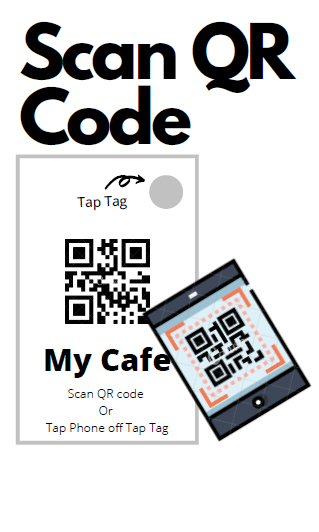 Scan QR
Code
Tap Tag
My Cafe
Scan QR code
Or
Tap Phone off Tap Tag